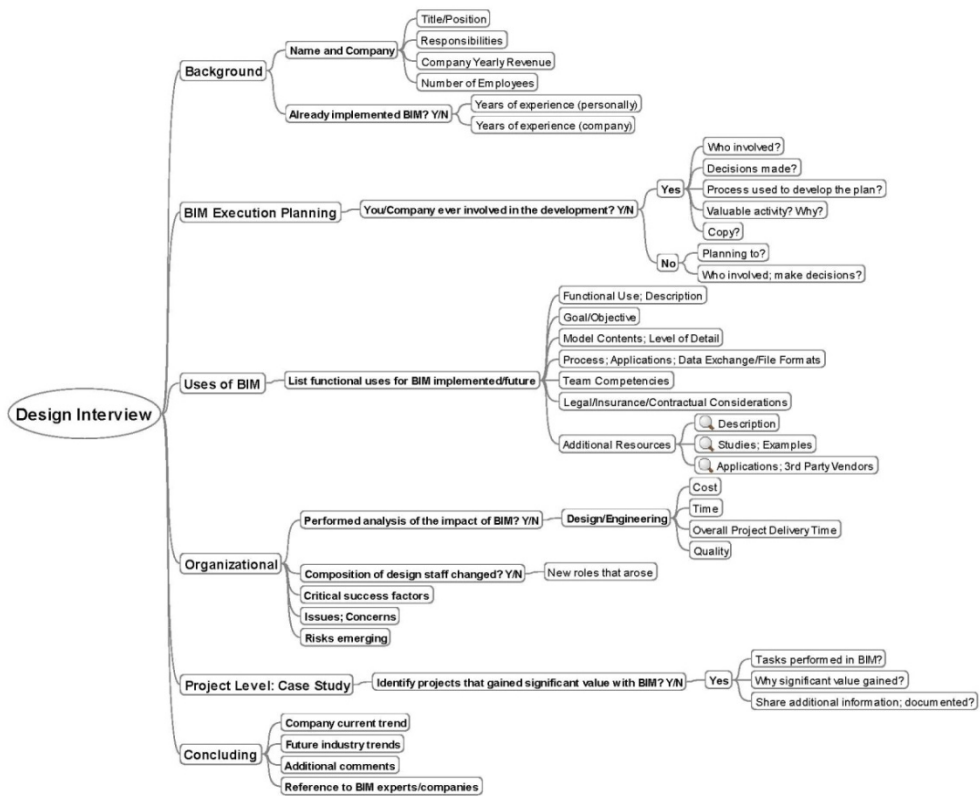 Design Interview
Background
Name and Company
Title/Position
Responsibilities
Company Yearly Revenue
Number of Employees
Already implemented BIM? Y/N
Years of experience (personally)
Years of experience (company)
BIM Execution Planning
You/Company ever involved in the development? Y/N
Yes
Who involved?
Decisions made?
Process used to develop the plan?
Valuable activity? Why?
Copy?
No
Planning to?
Who involved; make decisions?
Uses of BIM
List functional uses for BIM implemented/future
Functional Use; Description
Goal/Objective
Model Contents; Level of Detail
Process; Applications; Data Exchange/File Formats
Team Competencies
Legal/Insurance/Contractual Considerations
Additional Resources
Description
Studies; Examples
Applications; 3rd Party Vendors
Organizational
Performed analysis of the impact of BIM? Y/N
Design/Engineering
Cost
Time
Overall Project Delivery Time
Quality
Composition of design staff changed? Y/N
New roles that arose
Critical success factors
Issues; Concerns
Risks emerging
Project Level: Case Study
Identify projects that gained significant value with BIM? Y/N
Yes
Tasks performed in BIM?
Why significant value gained?
Share additional information; documented?
Concluding
Company current trend
Future industry trends
Additional comments
Reference to BIM experts/companies